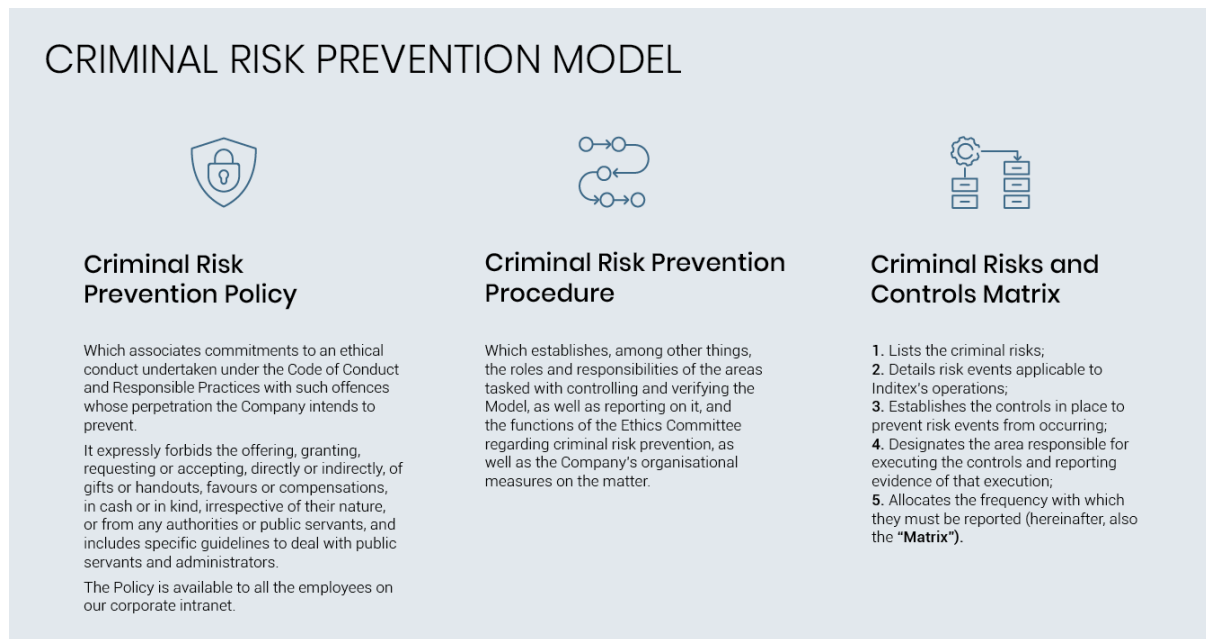 CRIMINAL RISK PREVENTION MODEL
Criminal Risk
Prevention Policy
Which associates commitments to an ethical
conduct undertaken under the Code of Conduct
and Responsible Practices with such offences
whose perpetration the Company intends to
prevent.
It expressly forbids the offering, granting,
requesting or accepting, directly or indirectly, of
gifts or handouts, favours or compensations,
in cash or in kind, irrespective of their nature,
or from any authorities or public servants, and
includes specific guidelines to deal with public
servants and administrators.
The Policy is available to all the employees on
our corporate intranet.
Criminal Risk Prevention
Procedure
Which establishes, among other things,
the roles and responsibilities of the areas
tasked with controlling and verifying the
Model, as well as reporting on it, and
the functions of the Ethics Committee
regarding criminal risk prevention, as
well as the Company's organisational
measures on the matter.
Criminal Risks and
Controls Matrix
1. Lists the criminal risks;
2. Details risk events applicable to
Inditex's operations;
3. Establishes the controls in place to
prevent risk events from occurring;
4. Designates the area responsible for
executing the controls and reporting
evidence of that execution;
5. Allocates the frequency with which
they must be reported (hereinafter, also
the “Matrix”).